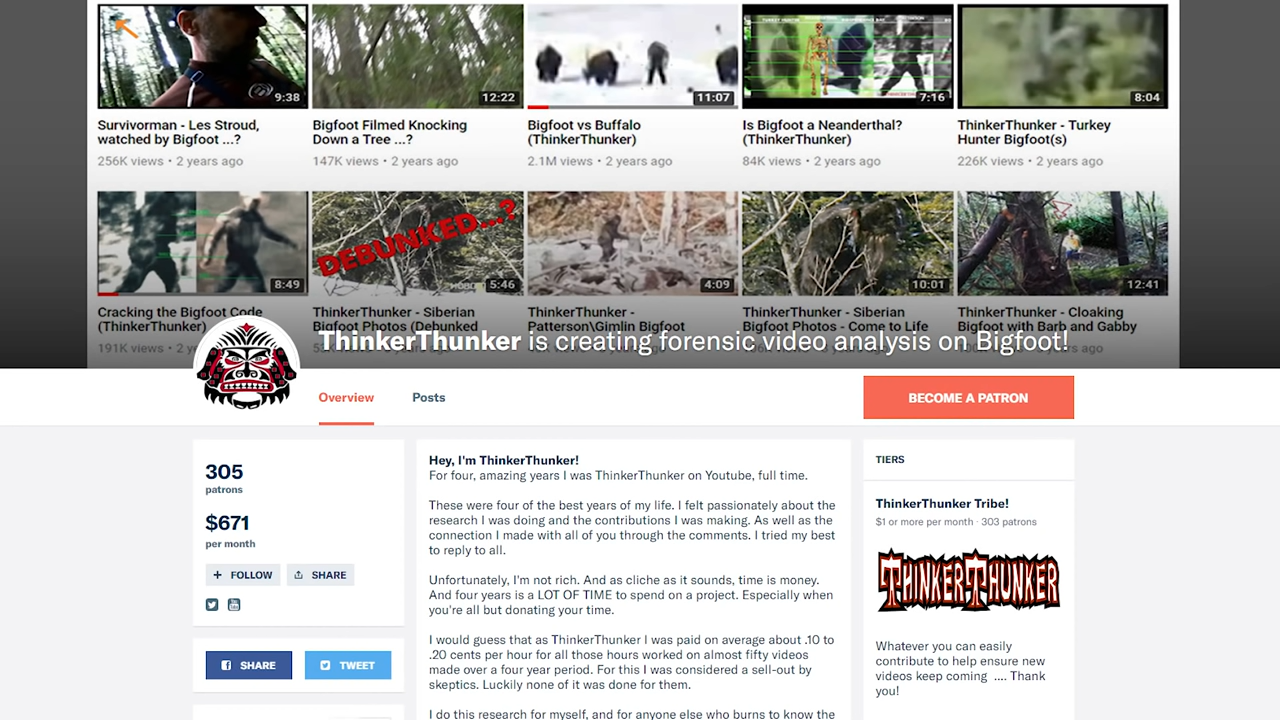 9:38
12:22
11:07
7:16
8:04
Survivorman - Les Stroud,
watched by Bigfoot ...?
256K views • 2 years ago
Bigfoot Filmed Knocking
Down a Tree ...?
147K views • 2 years ago
Bigfoot vs Buffalo
(ThinkerThunker)
2.1M views • 2 years ago
Is Bigfoot a Neanderthal?
(ThinkerThunker)
84K views • 2 years ago
ThinkerThunker - Turkey
Hunter Bigfoot(s)
226K views • 2 years ago
8:49
DEBUNKED...?
5:46
4:09
10:01
12:41
Cracking the Bigfoot Code
(ThinkerThunker)
191K views • 2
ThinkerThunker - Siberian
Bigfoot Photos (Debunked
ThinkerThunker -
Patterson\Gimlin Bigfoot
ThinkerThunker - Siberian
Bigfoot Photos - Come to Life
ThinkerThunker - Cloaking
Bigfoot with Barb and Gabby
ThinkerThunker is creating forensic video analysis on Bigfoot!
Overview
Posts
BECOME A PATRON
305
patrons
$671
per month
+ FOLLOW
SHARE
SHARE
TWEET
Hey, I'm ThinkerThunker!
For four, amazing years I was ThinkerThunker on Youtube, full time.
These were four of the best years of my life. I felt passionately about the
research I was doing and the contributions I was making. As well as the
connection I made with all of you through the comments. I tried my best
to reply to all.
Unfortunately, I'm not rich. And as cliche as it sounds, time is money.
And four years is a LOT OF TIME to spend on a project. Especially when
you're all but donating your time.
I would guess that as ThinkerThunker I was paid on average about .10 to
.20 cents per hour for all those hours worked on almost fifty videos
made over a four year period. For this I was considered a sell-out by
skeptics. Luckily none of it was done for them.
I do this research for myself, and for anyone else who burns to know the
TIERS
ThinkerThunker Tribe!
$1 or more per month · 303 patrons
THINKERTHUNKER
Whatever you can easily
contribute to help ensure new
videos keep coming .... Thank
you!